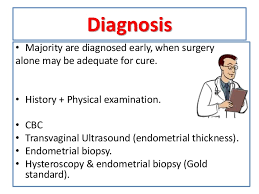 Diagnosis
• Majority are diagnosed early, when surgery
alone may be adequate for cure.
• History + Physical examination.
• CBC
• Transvaginal Ultrasound (endometrial thickness).
• Endometrial biopsy.
• Hysteroscopy & endometrial biopsy (Gold
standard).